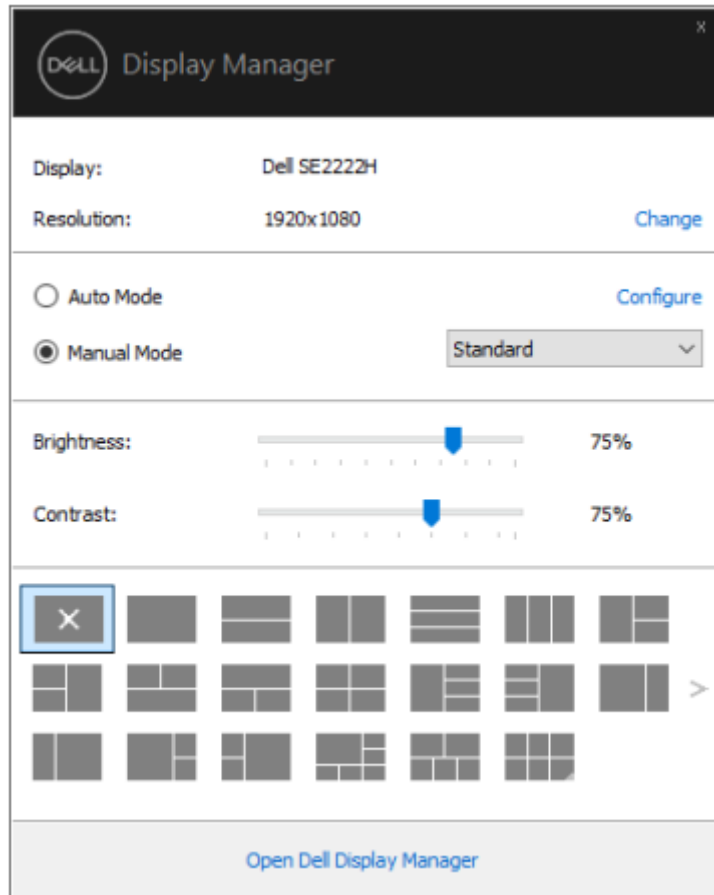 x
DELL Display Manager
Display: Dell SE2222H
Resolution: 1920x1080 Change
Auto Mode Configure
Manual Mode Standard
Brightness: 75%
Contrast: 75%
Open Dell Display Manager